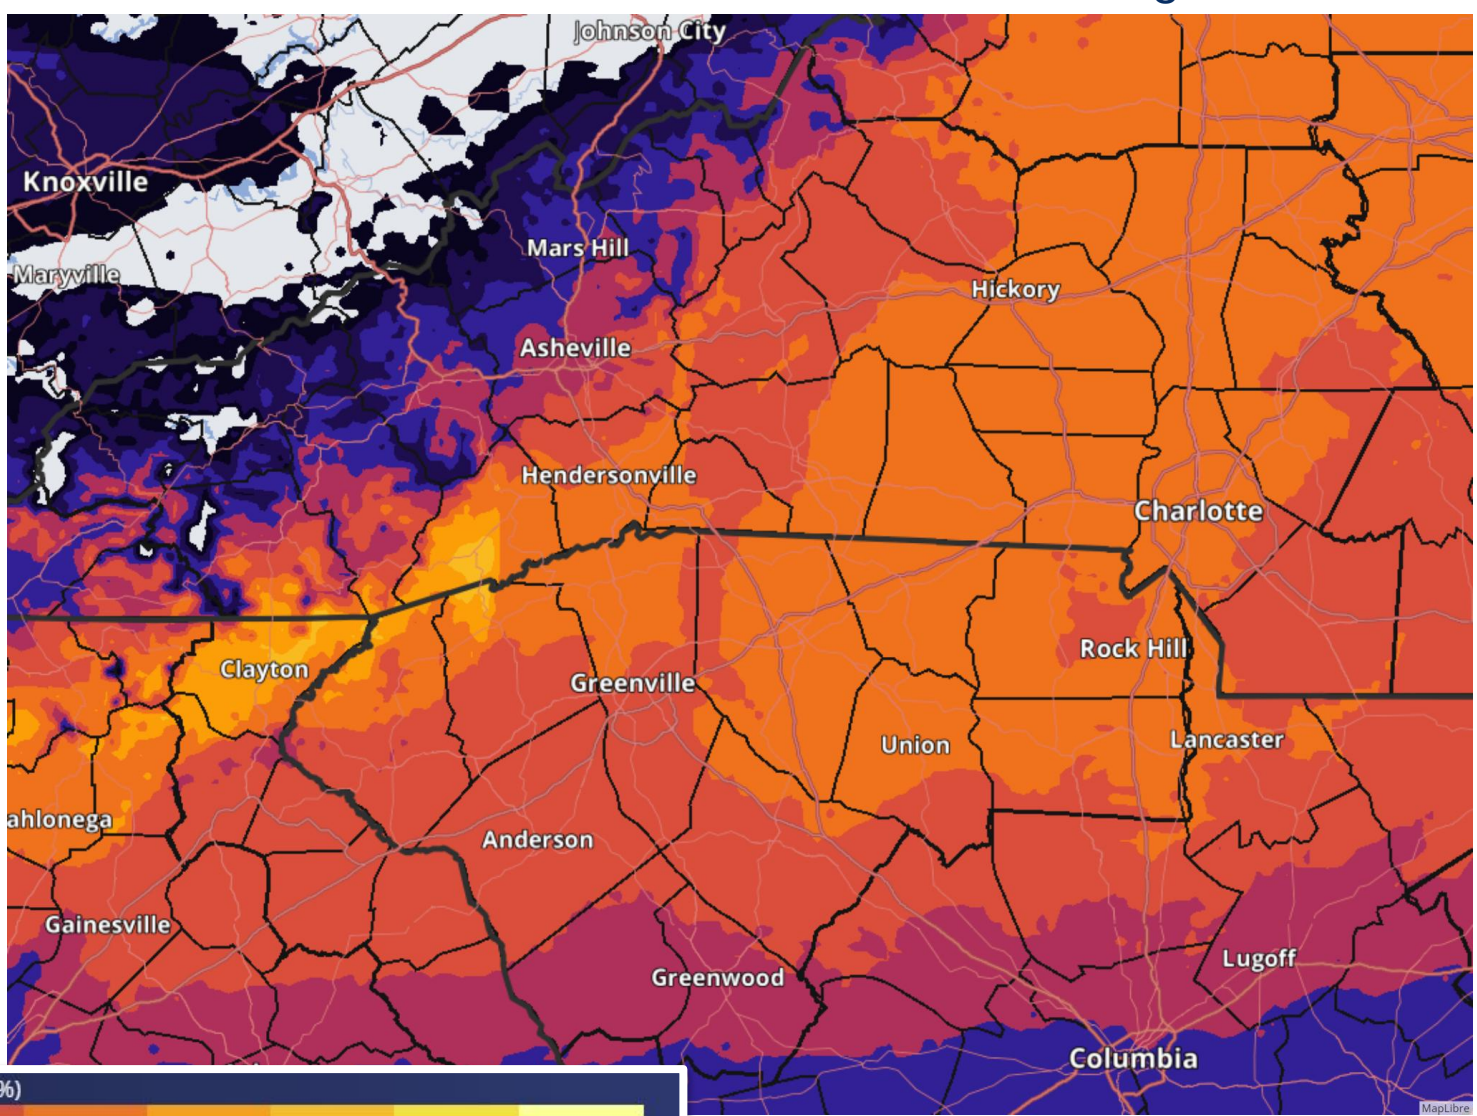 Johnson City
Knoxville
Mars Hill
Maryville
Hickory
Asheville
Hendersonville
Charlotte
Rock Hill
Clayton
Greenville
Union
Lancaster
ahlonega
Anderson
Gainesville
Lugoff
Greenwood
Columbia
%)
MapLibre